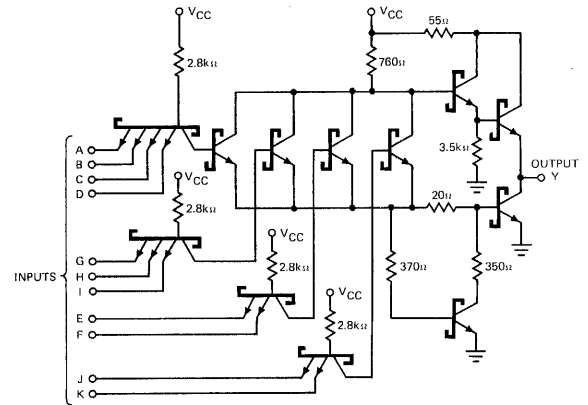 VCC
VCC
55Ω
2.8kΩ
760Ω
A
B
C
D
VCC
3.5kΩ
OUTPUT
Y
2.8kΩ
20Ω
VCC
G
H
I
INPUTS
2.8kΩ
370Ω
350Ω
VCC
E
F
2.8kΩ
J
K